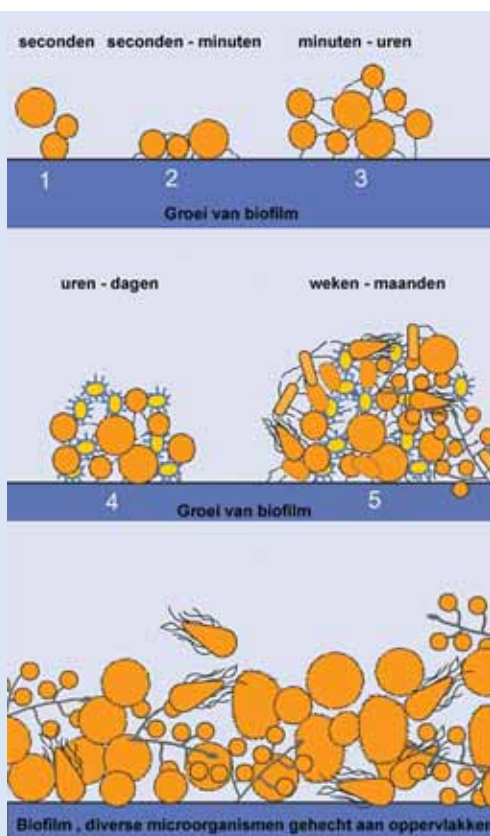 seconden seconden - minuten minuten - uren
1 2 3
Groei van biofilm
uren - dagen weken - maanden
4 5
Groei van biofilm
Biofilm , diverse microorganismen gehecht aan oppervlakken